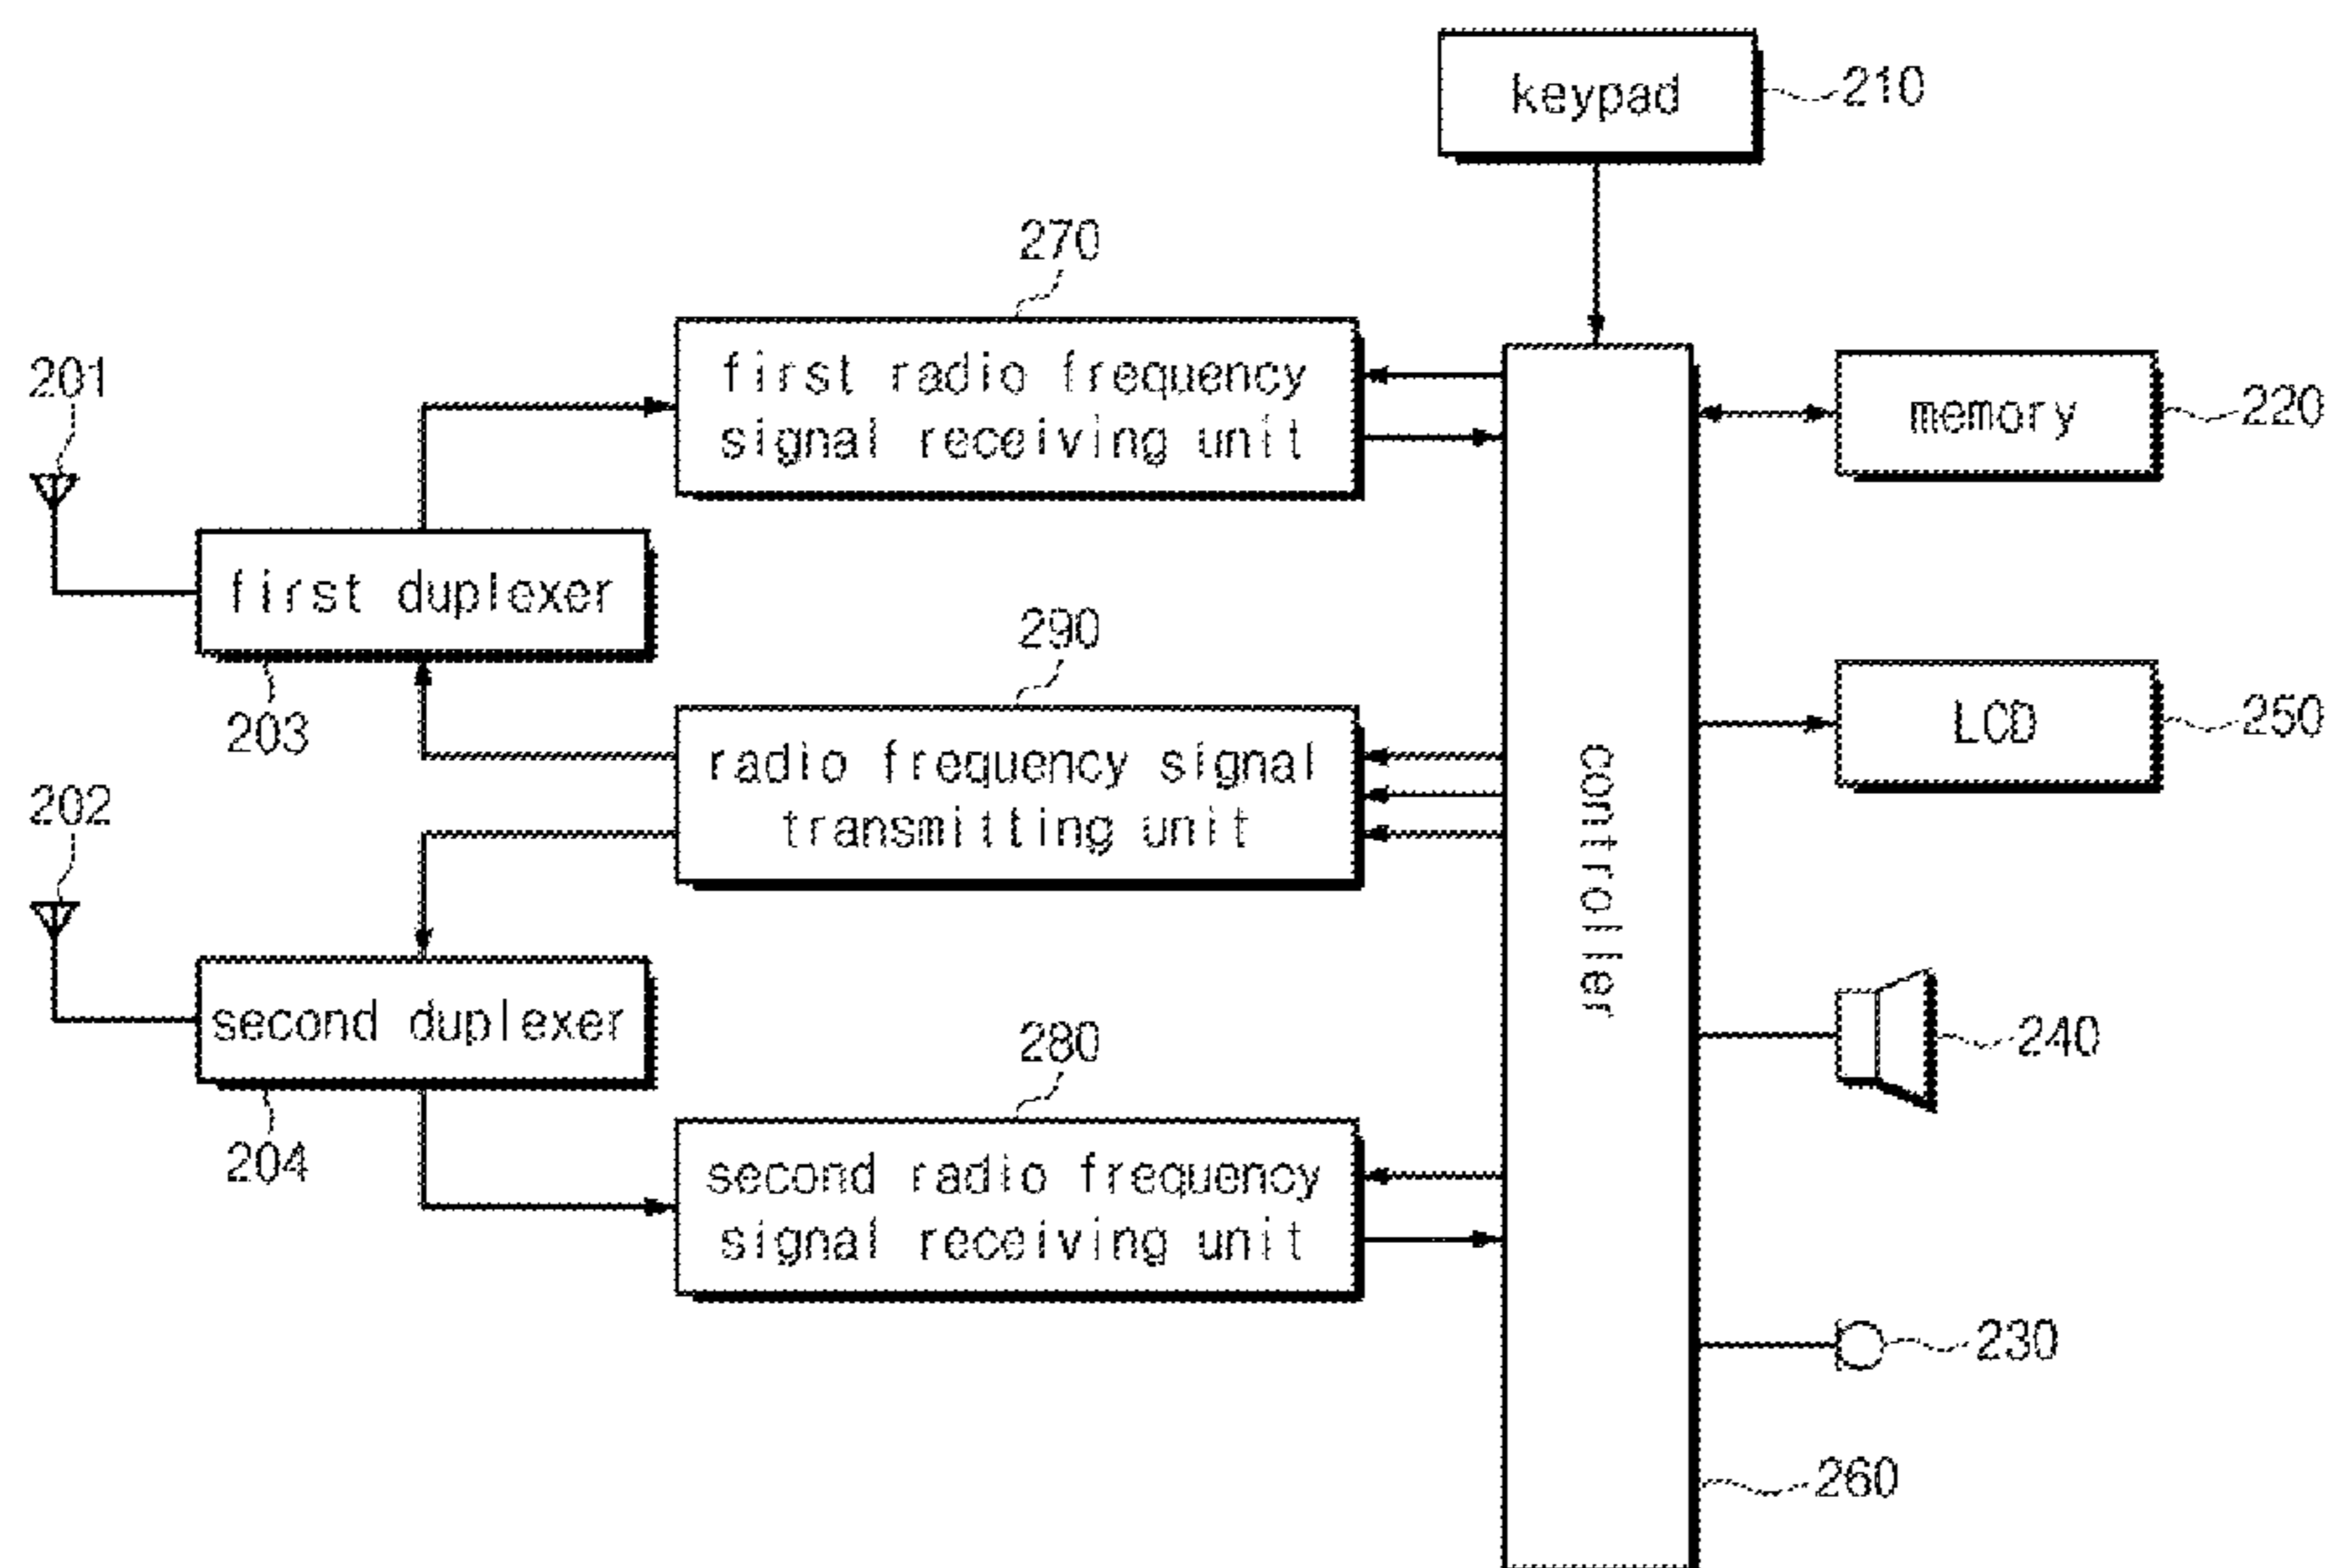 keypad
210
270
first radio frequency
signal receiving unit
201
memory
220
first duplexer
203
290
radio frequency signal
transmitting unit
controller
LCD
250
202
second duplexer
204
280
second radio frequency
signal receiving unit
240
230
260